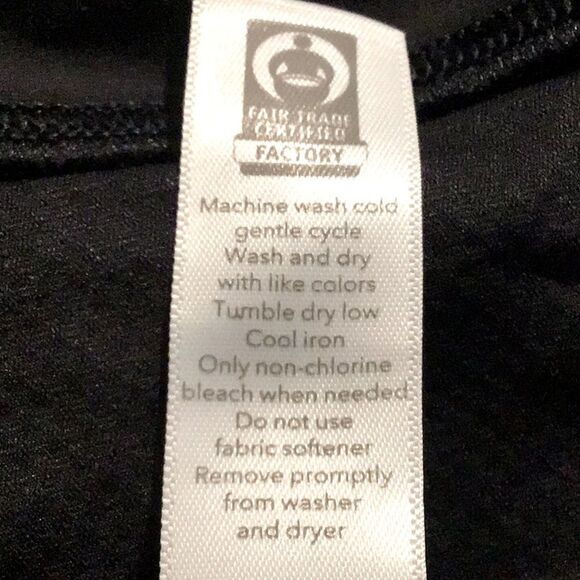 FAIR TRADE
CERTIFIED
FACTORY
Machine wash cold
gentle cycle
Wash and dry
with like colors
Tumble dry low
Cool iron
Only non-chlorine
bleach when needed
Do not use
fabric softener
Remove promptly
from washer
and dryer